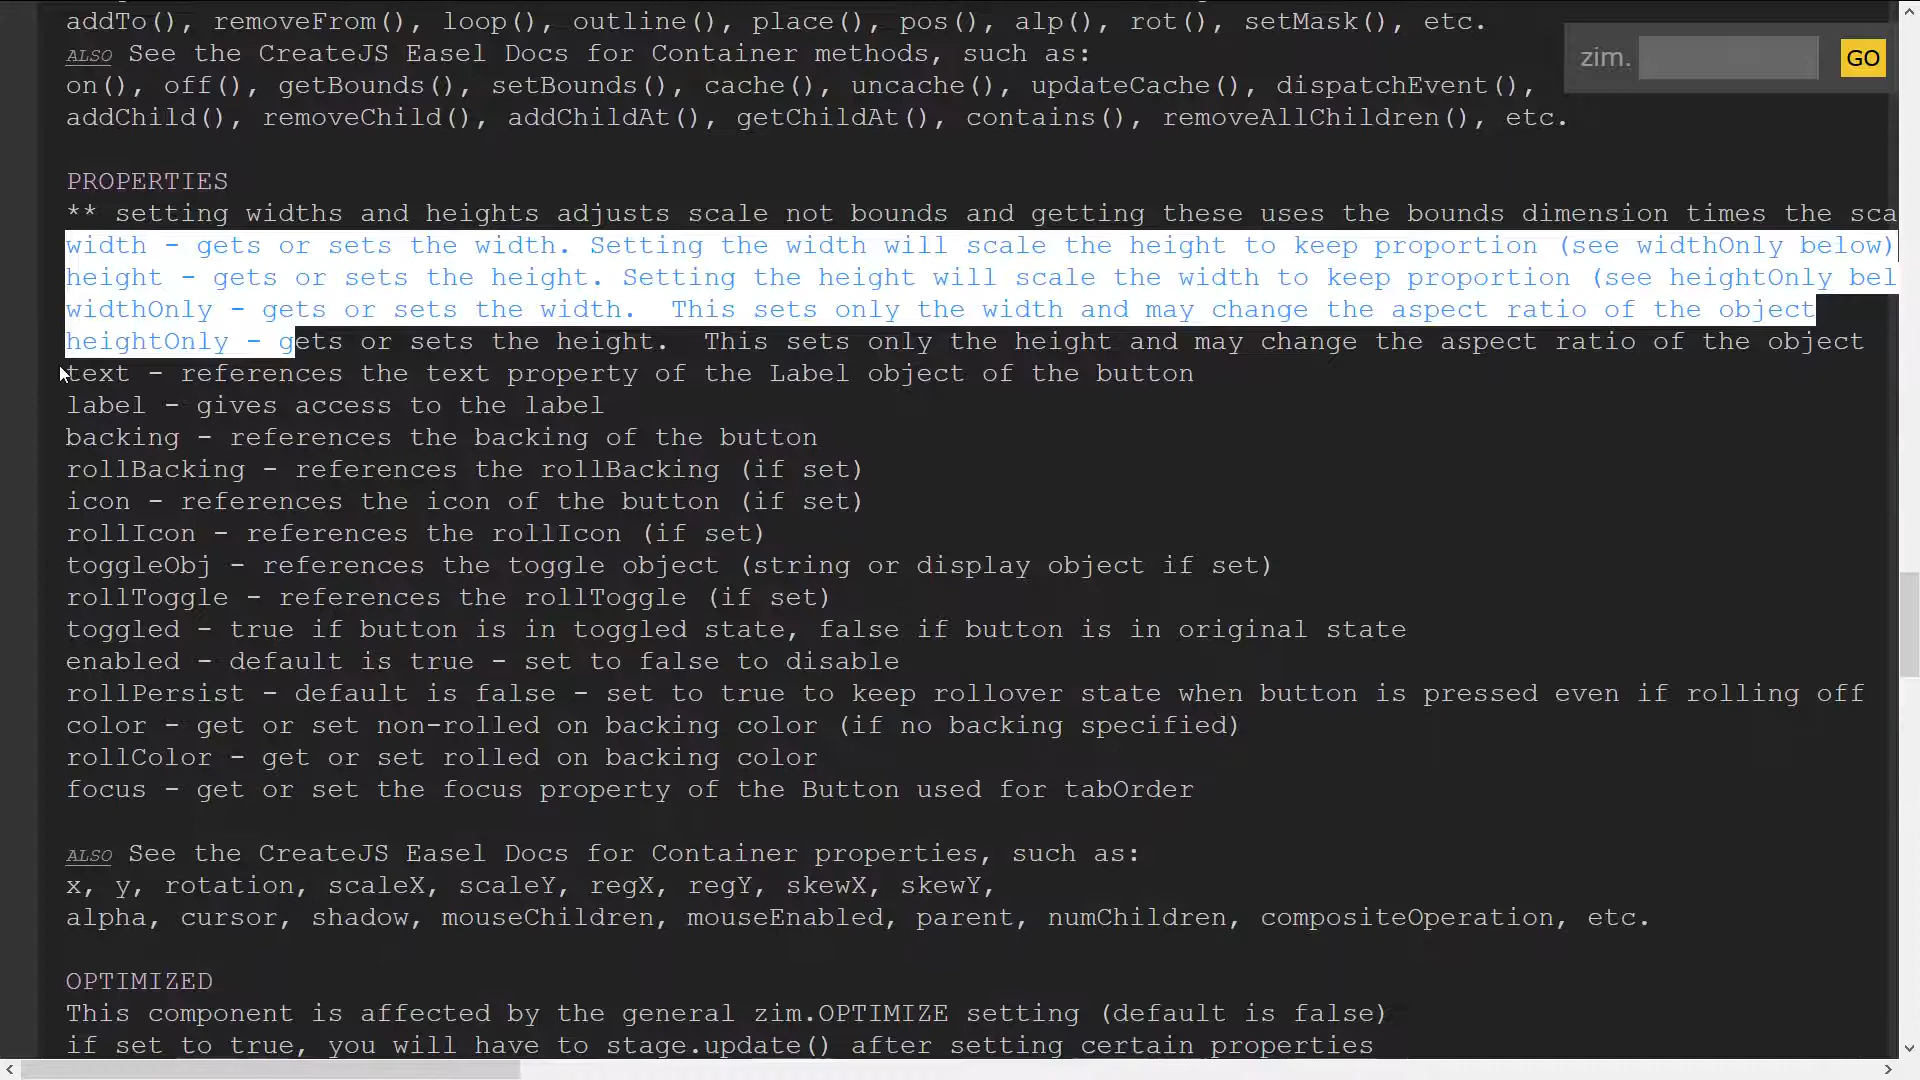 addTo(), removeFrom(), loop(), outline(), place(), pos(), alp(), rot(), setMask(), etc.
ALSO See the CreateJS Easel Docs for Container methods, such as:
zim.
GO
on(), off(), getBounds(), setBounds(), cache(), uncache(), updateCache(), dispatchEvent(),
addChild(), removeChild(), addChildAt(), getChildAt(), contains(), removeAllChildren(), etc.
PROPERTIES
** setting widths and heights adjusts scale not bounds and getting these uses the bounds dimension times the sca
width - gets or sets the width. Setting the width will scale the height to keep proportion (see widthOnly below)
height - gets or sets the height. Setting the height will scale the width to keep proportion (see heightOnly bel
widthOnly - gets or sets the width.  This sets only the width and may change the aspect ratio of the object
heightOnly - gets or sets the height.  This sets only the height and may change the aspect ratio of the object
text - references the text property of the Label object of the button
label - gives access to the label
backing - references the backing of the button
rollBacking - references the rollBacking (if set)
icon - references the icon of the button (if set)
rollIcon - references the rollIcon (if set)
toggleObj - references the toggle object (string or display object if set)
rollToggle - references the rollToggle (if set)
toggled - true if button is in toggled state, false if button is in original state
enabled - default is true - set to false to disable
rollPersist - default is false - set to true to keep rollover state when button is pressed even if rolling off
color - get or set non-rolled on backing color (if no backing specified)
rollColor - get or set rolled on backing color
focus - get or set the focus property of the Button used for tabOrder
ALSO See the CreateJS Easel Docs for Container properties, such as:
x, y, rotation, scaleX, scaleY, regX, regY, skewX, skewY,
alpha, cursor, shadow, mouseChildren, mouseEnabled, parent, numChildren, compositeOperation, etc.
OPTIMIZED
This component is affected by the general zim.OPTIMIZE setting (default is false)
if set to true, you will have to stage.update() after setting certain properties